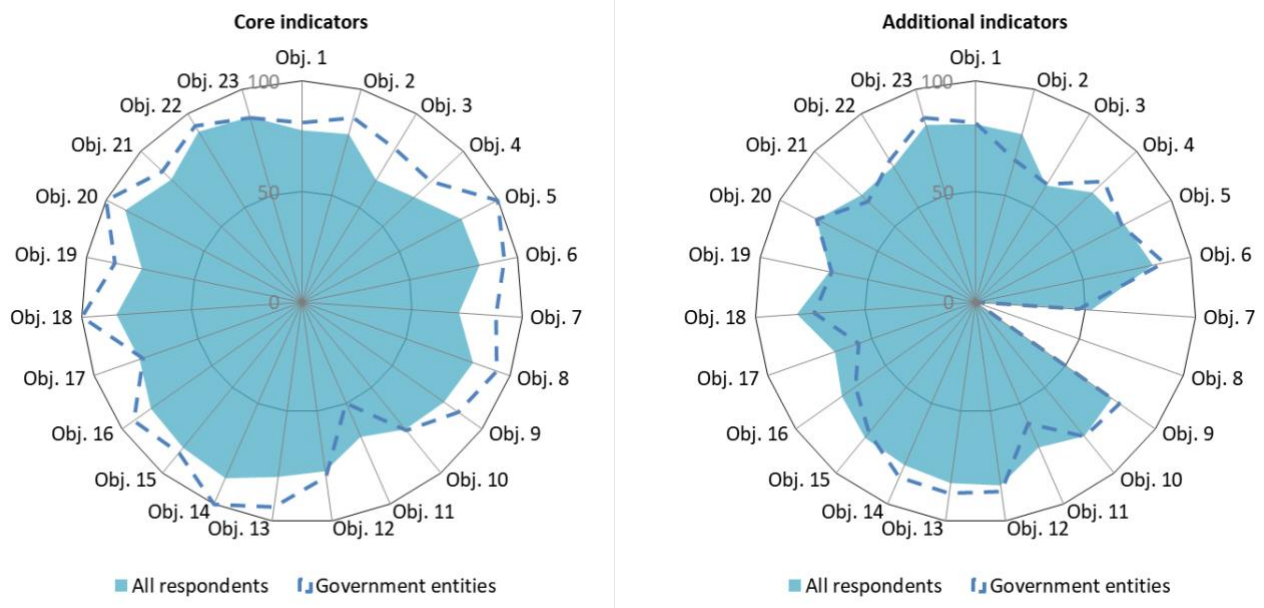 Core indicators
Obj. 1
Obj. 2
Obj. 3
Obj. 4
Obj. 5
Obj. 6
Obj. 7
Obj. 8
Obj. 9
Obj. 10
Obj. 11
Obj. 12
Obj. 13
Obj. 14
Obj. 15
Obj. 16
Obj. 17
Obj. 18
Obj. 19
Obj. 20
Obj. 21
Obj. 22
Obj. 23
100
50
0
All respondents
Government entities
Additional indicators
Obj. 1
Obj. 2
Obj. 3
Obj. 4
Obj. 5
Obj. 6
Obj. 7
Obj. 8
Obj. 9
Obj. 10
Obj. 11
Obj. 12
Obj. 13
Obj. 14
Obj. 15
Obj. 16
Obj. 17
Obj. 18
Obj. 19
Obj. 20
Obj. 21
Obj. 22
Obj. 23
100
50
0
All respondents
Government entities